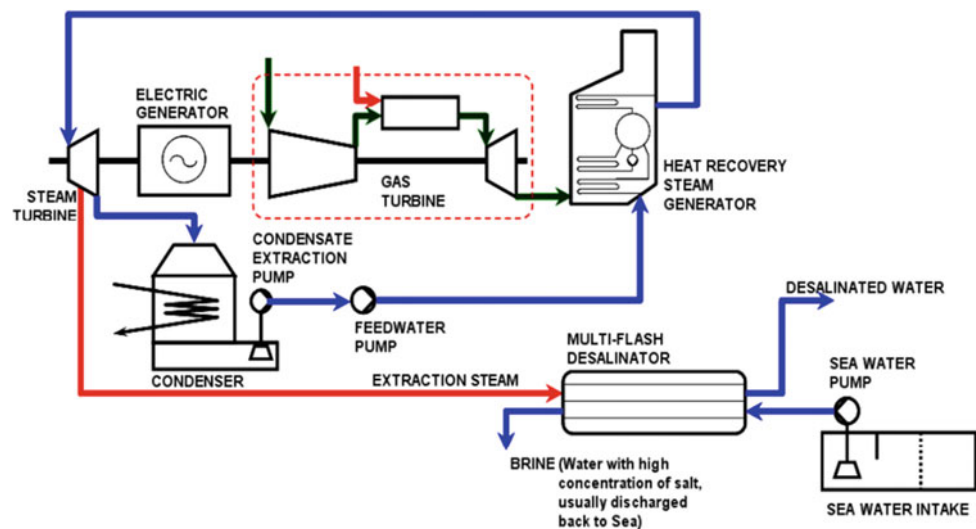 ELECTRIC
GENERATOR
STEAM
TURBINE
GAS
TURBINE
HEAT RECOVERY
STEAM
GENERATOR
CONDENSATE
EXTRACTION
PUMP
FEEDWATER
PUMP
CONDENSER
EXTRACTION STEAM
MULTI-FLASH
DESALINATOR
DESALINATED WATER
SEA WATER
PUMP
BRINE (Water with high
concentration of salt,
usually discharged
back to Sea)
SEA WATER INTAKE